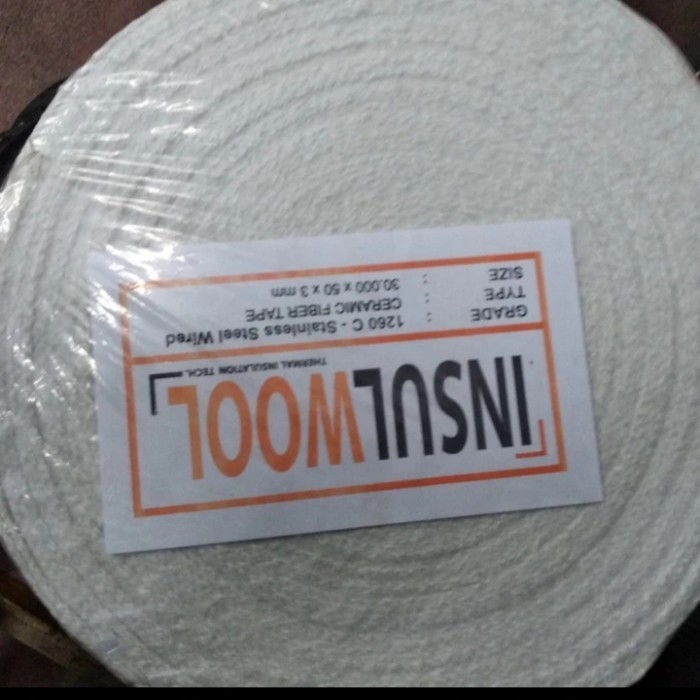 INSULWOOL
THERMAL INSULATION TECH.
GRADE : 1260 C - Stainless Steel Wired
TYPE : CERAMIC FIBER TAPE
SIZE : 30.000 x 50 x 3 mm